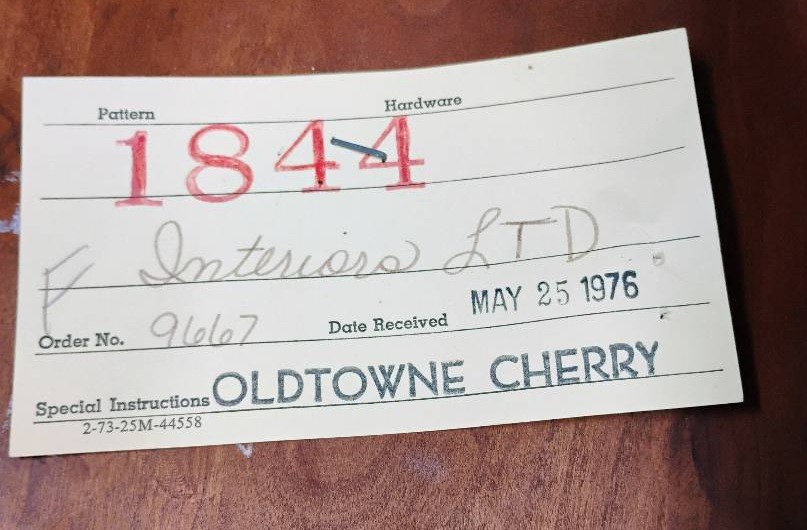 Pattern Hardware
1844
Interiors LTD
Order No. 9667 Date Received MAY 25 1976
Special Instructions OLDTOWNE CHERRY
2-73-25M-44558